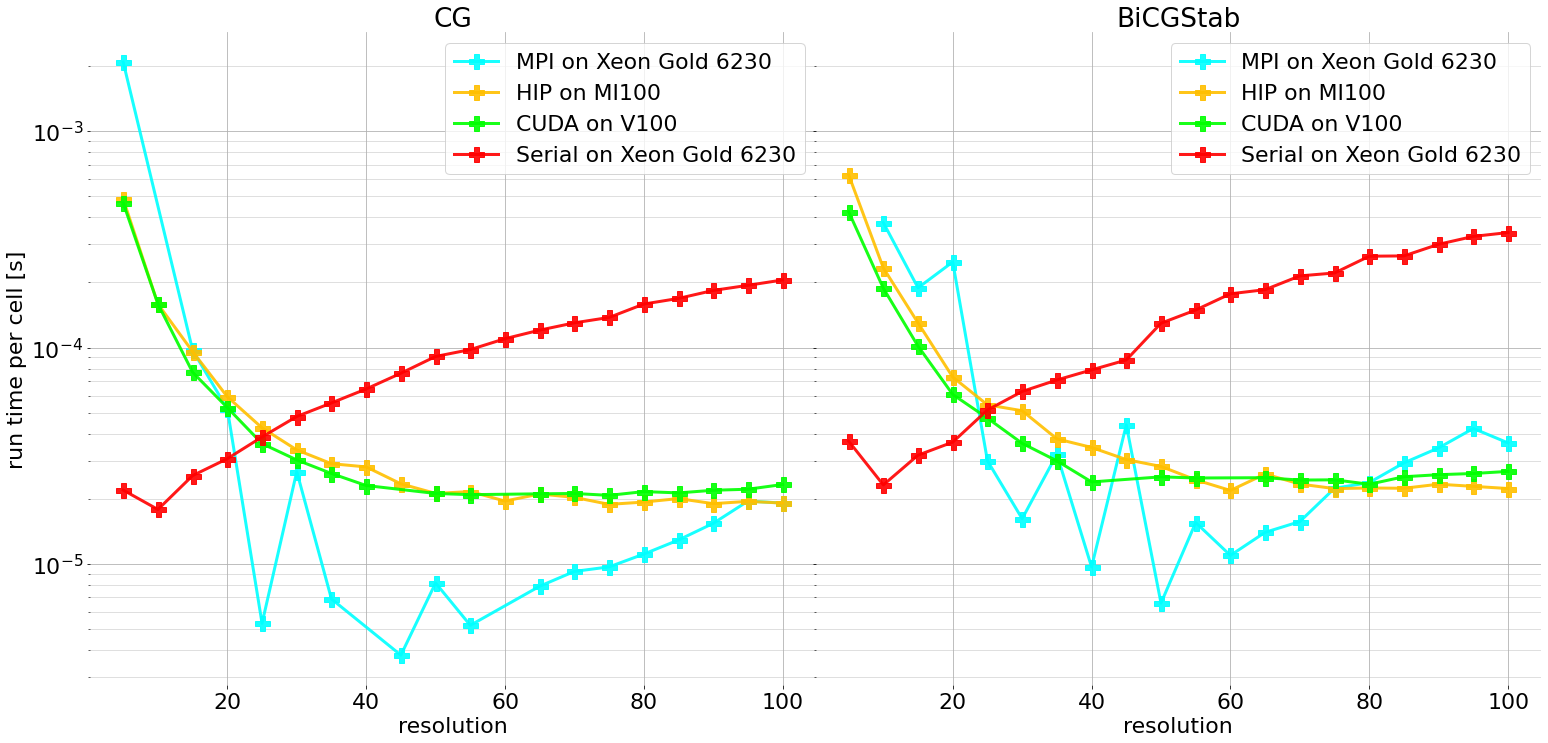 CG
MPI on Xeon Gold 6230
HIP on MI100
CUDA on V100
Serial on Xeon Gold 6230
run time per cell [s]
10⁻³
10⁻⁴
10⁻⁵
20 40 60 80 100
resolution
BiCGStab
MPI on Xeon Gold 6230
HIP on MI100
CUDA on V100
Serial on Xeon Gold 6230
20 40 60 80 100
resolution